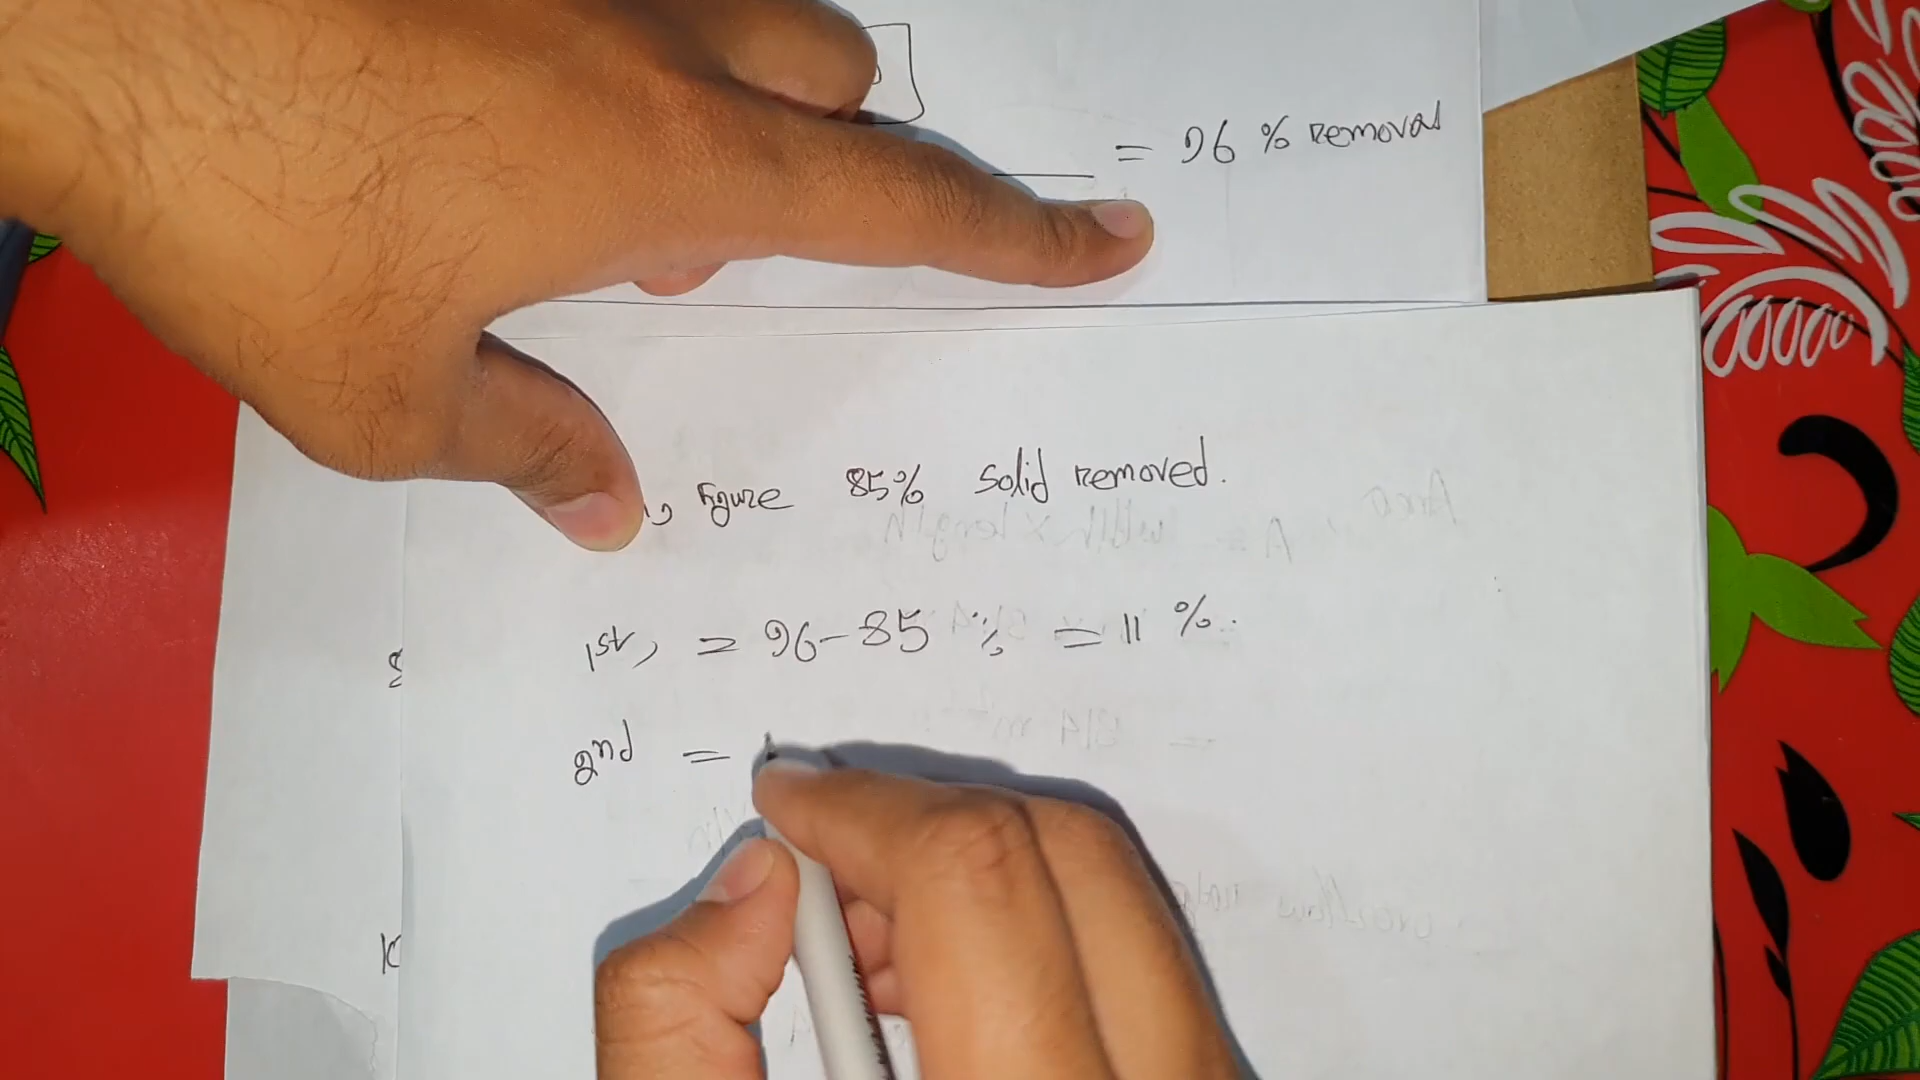 = 96 % removal
, figure 85% solid removed.
1st, = 96-85 % = 11 %.
2nd =